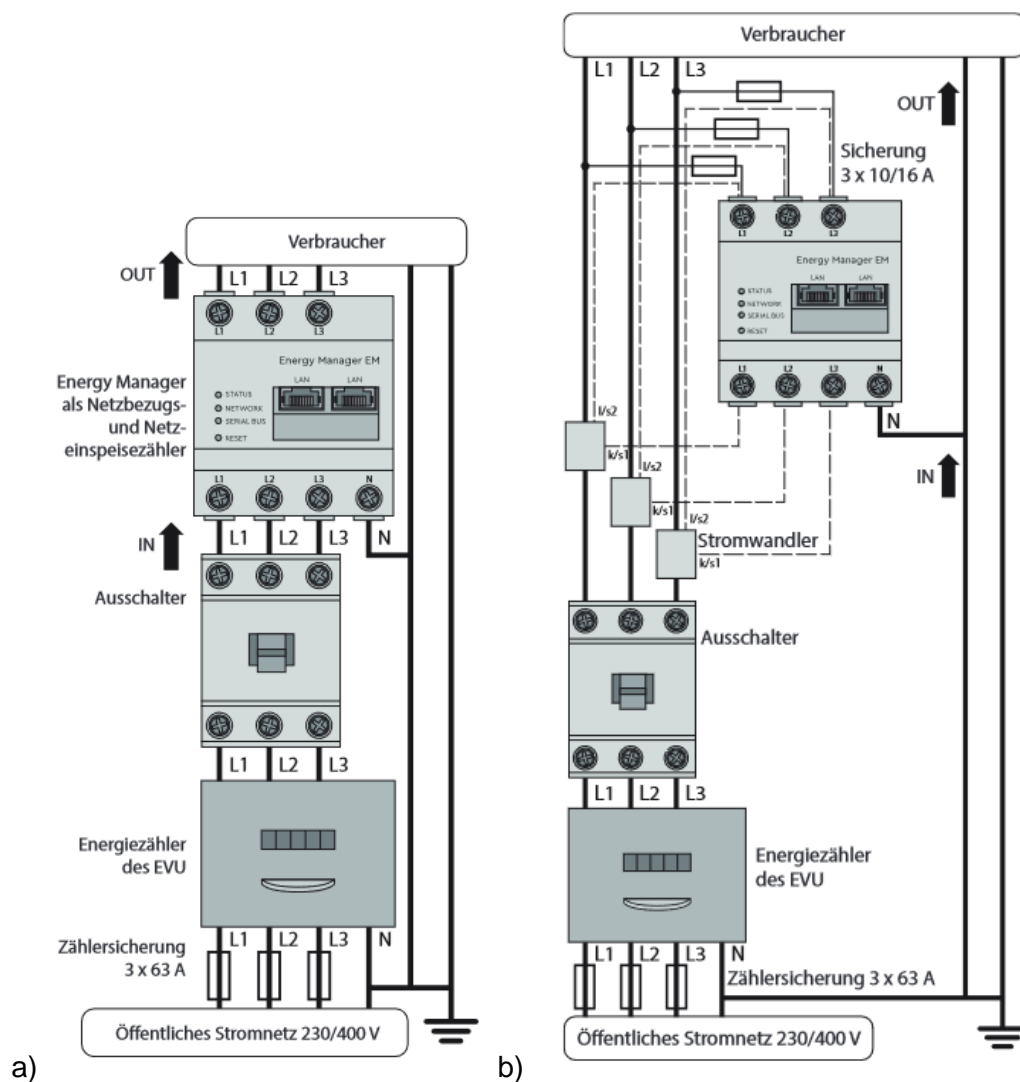 Verbraucher
OUT
L1 L2 L3
L1 L2 L3
Energy Manager EM
LAN LAN
STATUS
NETWORK
SERIAL BUS
RESET
Energy Manager
als Netzbezugs-
und Netz-
einspeisezähler
L1 L2 L3 N
IN
L1 L2 L3 N
Ausschalter
L1 L2 L3
Energiezähler
des EVU
L1 L2 L3 N
Zählersicherung
3 x 63 A
Öffentliches Stromnetz 230/400 V
a)
Verbraucher
L1 L2 L3
OUT
Sicherung
3 x 10/16 A
L1 L2 L3
Energy Manager EM
LAN LAN
STATUS
NETWORK
SERIAL BUS
RESET
L1 L2 L3 N
N
l/s2
k/s1
IN
l/s2
k/s1
l/s2
Stromwandler
k/s1
Ausschalter
L1 L2 L3
Energiezähler
des EVU
L1 L2 L3 N
Zählersicherung 3 x 63 A
Öffentliches Stromnetz 230/400 V
b)